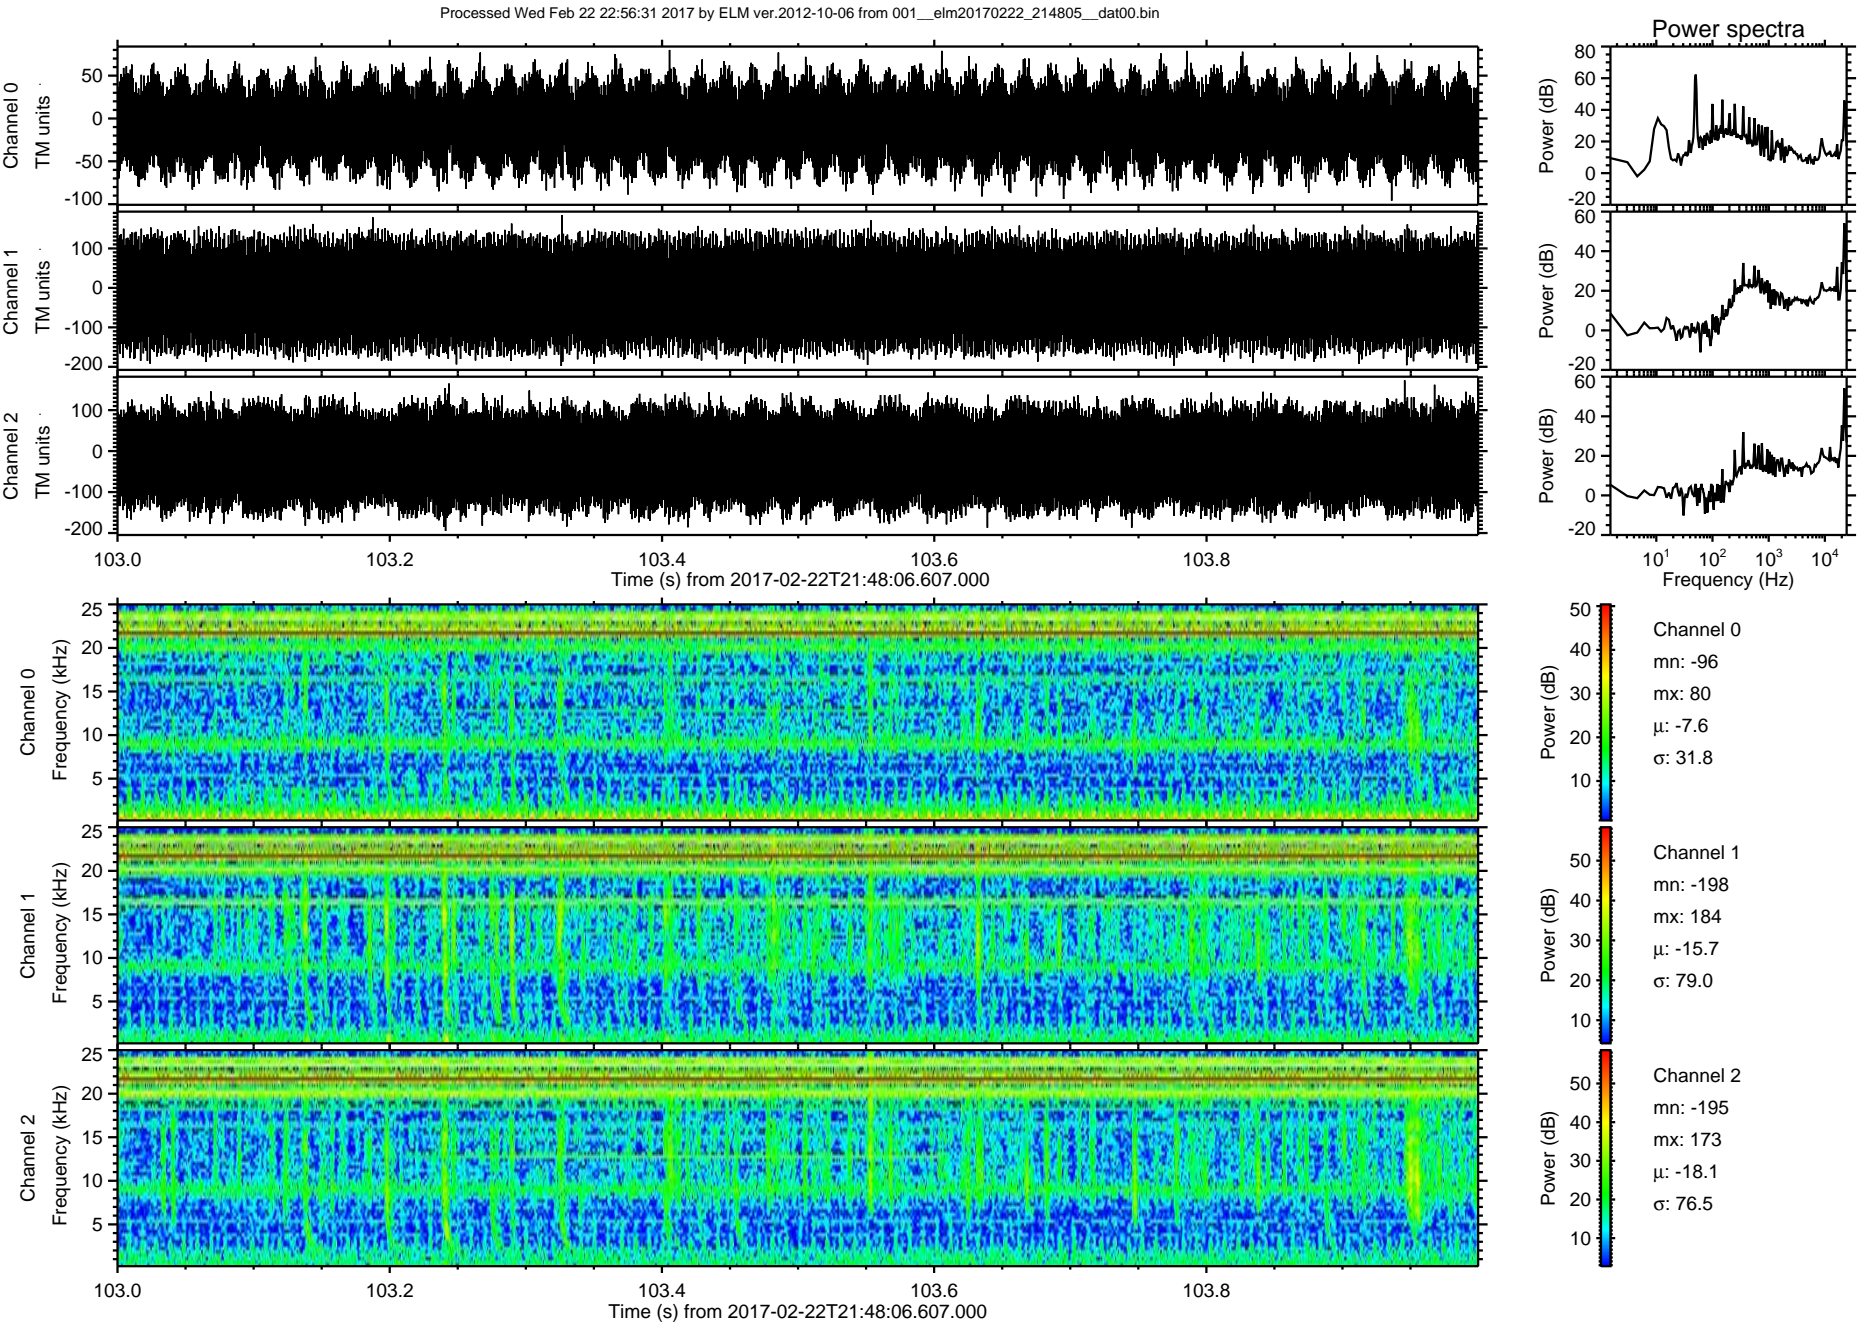 Processed Wed Feb 22 22:56:31 2017 by ELM ver.2012-10-06 from 001__elm20170222_214805__dat00.bin
Power spectra
Channel 0
TM units
50
0
-50
-100
Power (dB)
80
60
40
20
0
-20
Channel 1
TM units
100
0
-100
-200
Power (dB)
60
40
20
0
-20
Channel 2
TM units
100
0
-100
-200
Power (dB)
60
40
20
0
-20
103.0 103.2 103.4 103.6 103.8
Time (s) from 2017-02-22T21:48:06.607.000
10^1 10^2 10^3 10^4
Frequency (Hz)
Channel 0
Frequency (kHz)
25
20
15
10
5
Power (dB)
50
40
30
20
10
Channel 0
mn: -96
mx: 80
µ: -7.6
σ: 31.8
Channel 1
Frequency (kHz)
25
20
15
10
5
Power (dB)
50
40
30
20
10
Channel 1
mn: -198
mx: 184
µ: -15.7
σ: 79.0
Channel 2
Frequency (kHz)
25
20
15
10
5
Power (dB)
50
40
30
20
10
Channel 2
mn: -195
mx: 173
µ: -18.1
σ: 76.5
103.0 103.2 103.4 103.6 103.8
Time (s) from 2017-02-22T21:48:06.607.000